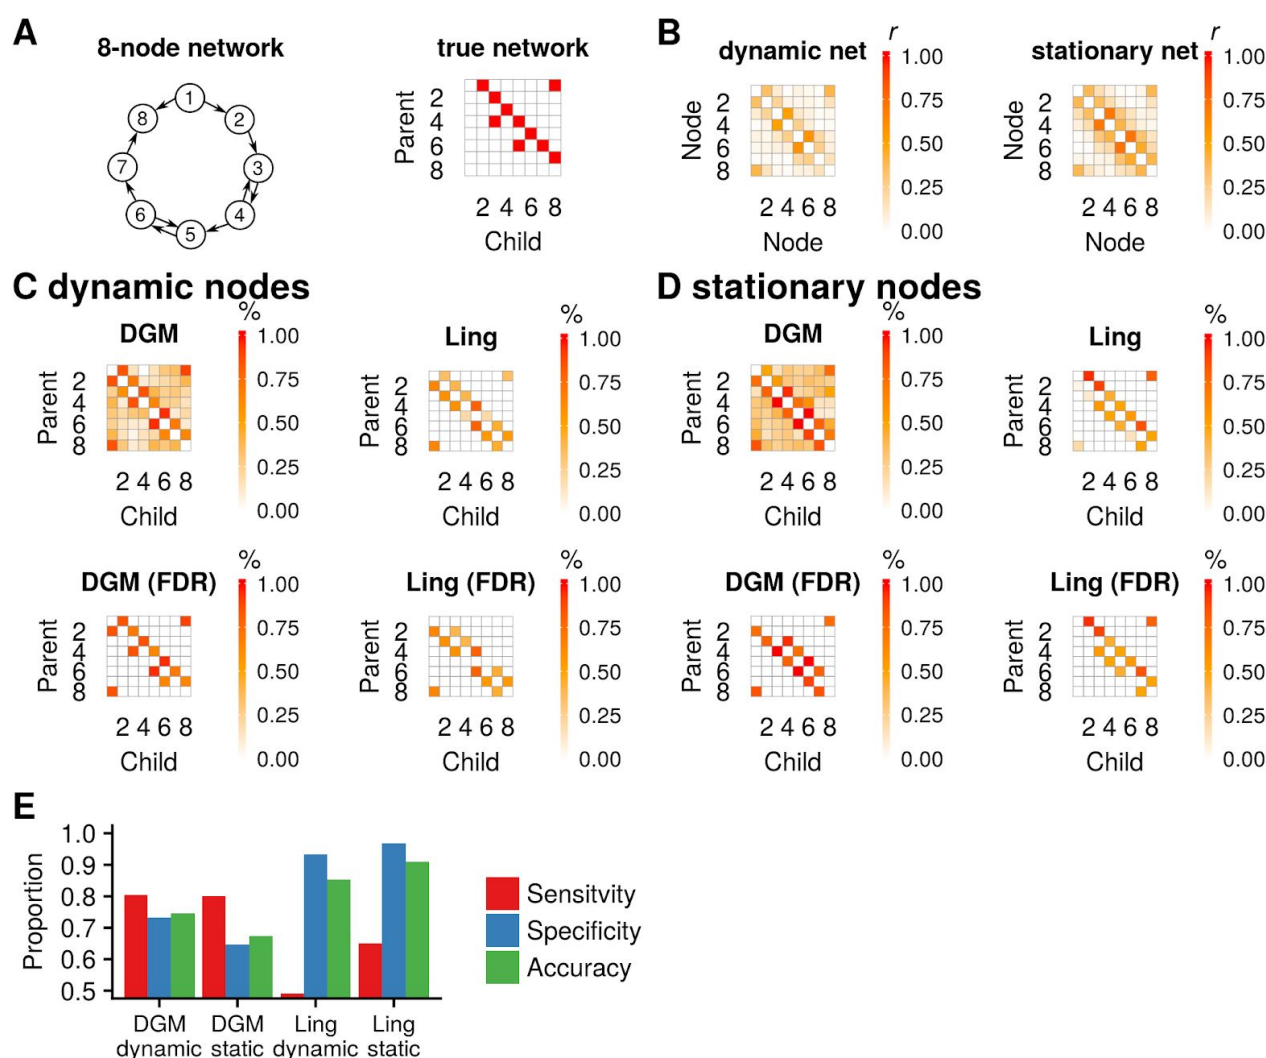 A
8-node network
1
2
3
4
5
6
7
8
true network
Parent
2
4
6
8
2 4 6 8
Child
B
dynamic net
r
1.00
0.75
0.50
0.25
0.00
Node
2
4
6
8
2 4 6 8
Node
stationary net
r
1.00
0.75
0.50
0.25
0.00
Node
2
4
6
8
2 4 6 8
Node
C dynamic nodes
DGM
%
1.00
0.75
0.50
0.25
0.00
Parent
2
4
6
8
2 4 6 8
Child
Ling
%
1.00
0.75
0.50
0.25
0.00
Parent
2
4
6
8
2 4 6 8
Child
DGM (FDR)
%
1.00
0.75
0.50
0.25
0.00
Parent
2
4
6
8
2 4 6 8
Child
Ling (FDR)
%
1.00
0.75
0.50
0.25
0.00
Parent
2
4
6
8
2 4 6 8
Child
D stationary nodes
DGM
%
1.00
0.75
0.50
0.25
0.00
Parent
2
4
6
8
2 4 6 8
Child
Ling
%
1.00
0.75
0.50
0.25
0.00
Parent
2
4
6
8
2 4 6 8
Child
DGM (FDR)
%
1.00
0.75
0.50
0.25
0.00
Parent
2
4
6
8
2 4 6 8
Child
Ling (FDR)
%
1.00
0.75
0.50
0.25
0.00
Parent
2
4
6
8
2 4 6 8
Child
E
Proportion
1.0
0.9
0.8
0.7
0.6
0.5
DGM
dynamic
DGM
static
Ling
dynamic
Ling
static
Sensitvity
Specificity
Accuracy